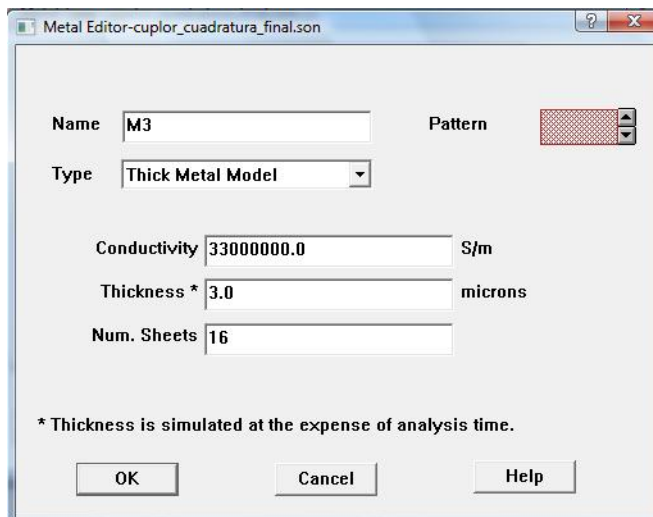 Metal Editor-cuplor_cuadratura_final.son
Name M3 Pattern
Type Thick Metal Model
Conductivity 33000000.0 S/m
Thickness * 3.0 microns
Num. Sheets 16
* Thickness is simulated at the expense of analysis time.
OK Cancel Help